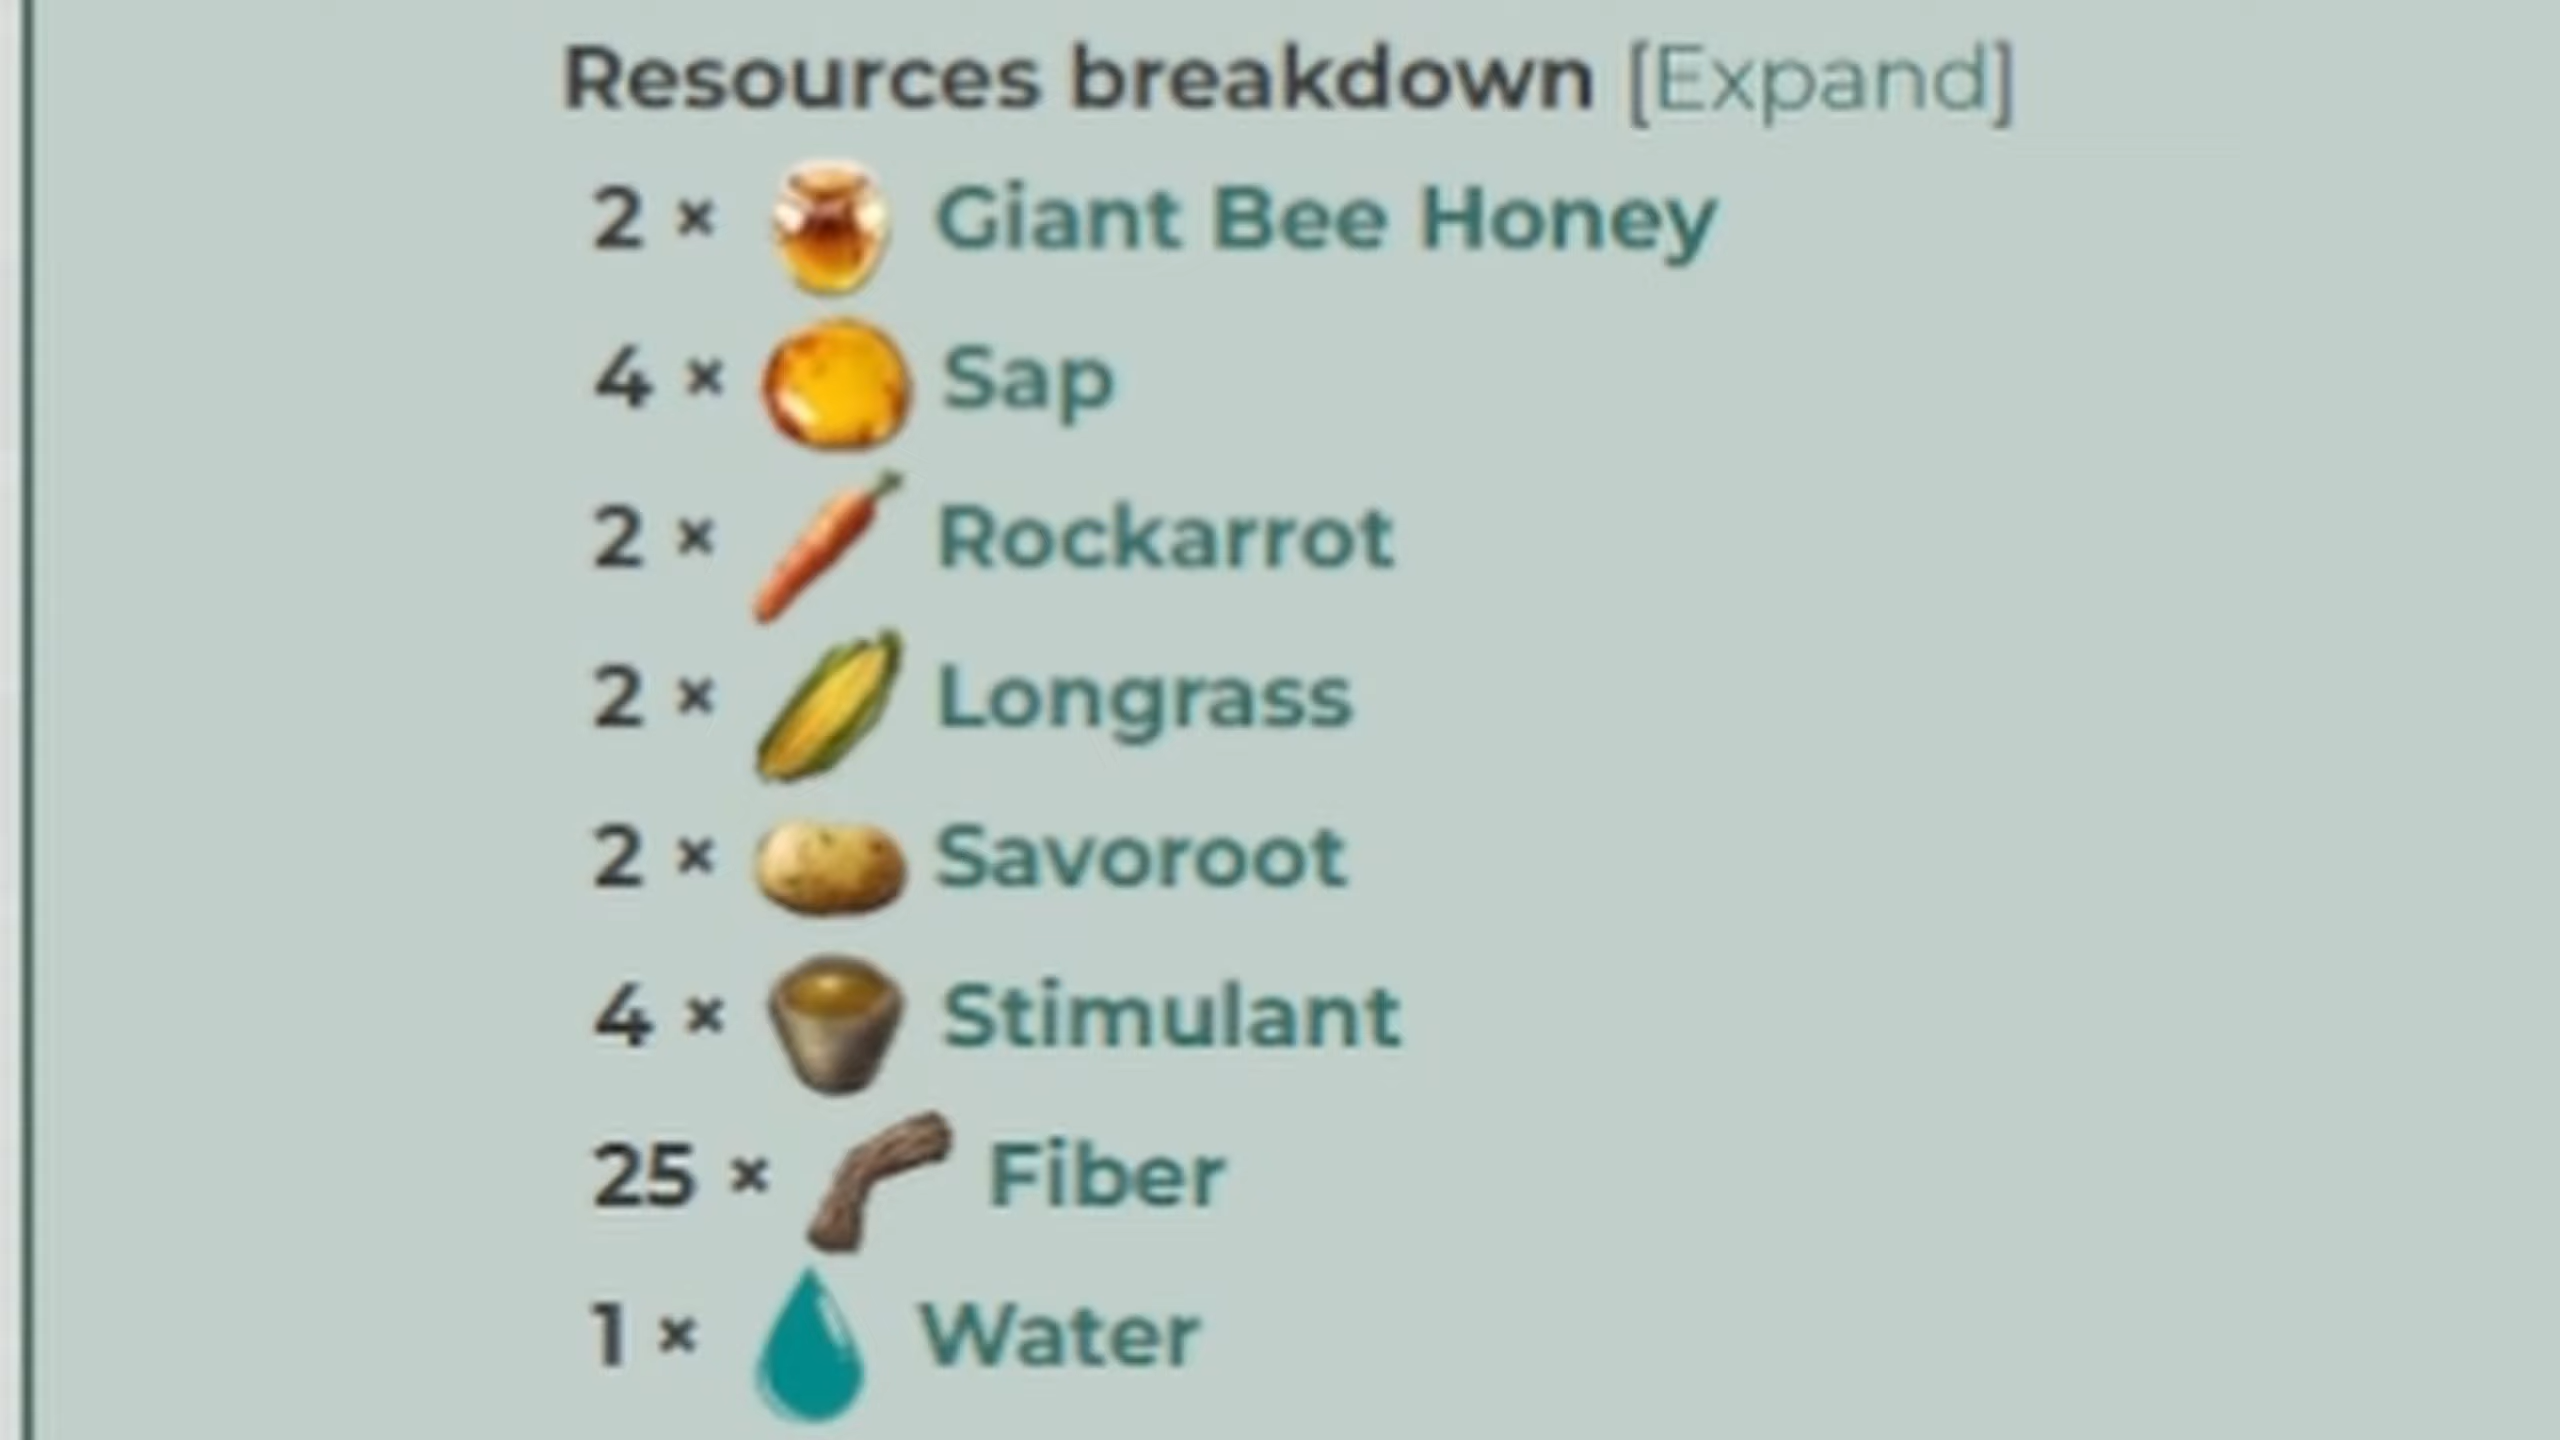 Resources breakdown [Expand]
2 × Giant Bee Honey
4 × Sap
2 × Rockarrot
2 × Longrass
2 × Savoroot
4 × Stimulant
25 × Fiber
1 × Water